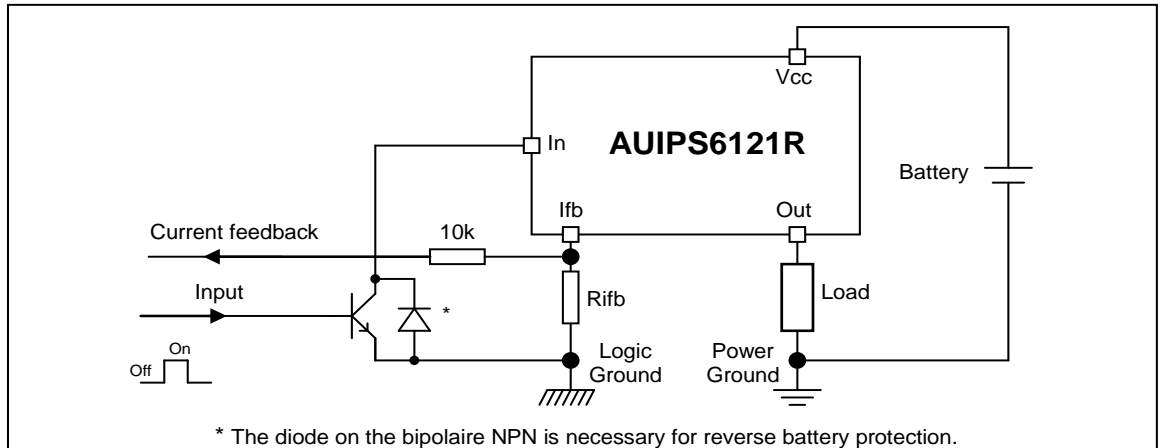 Vcc
In
AUIPS6121R
Battery
Ifb
Out
Current feedback
10k
Input
*
Rifb
Load
On
Off
Logic
Ground
Power
Ground
* The diode on the bipolaire NPN is necessary for reverse battery protection.